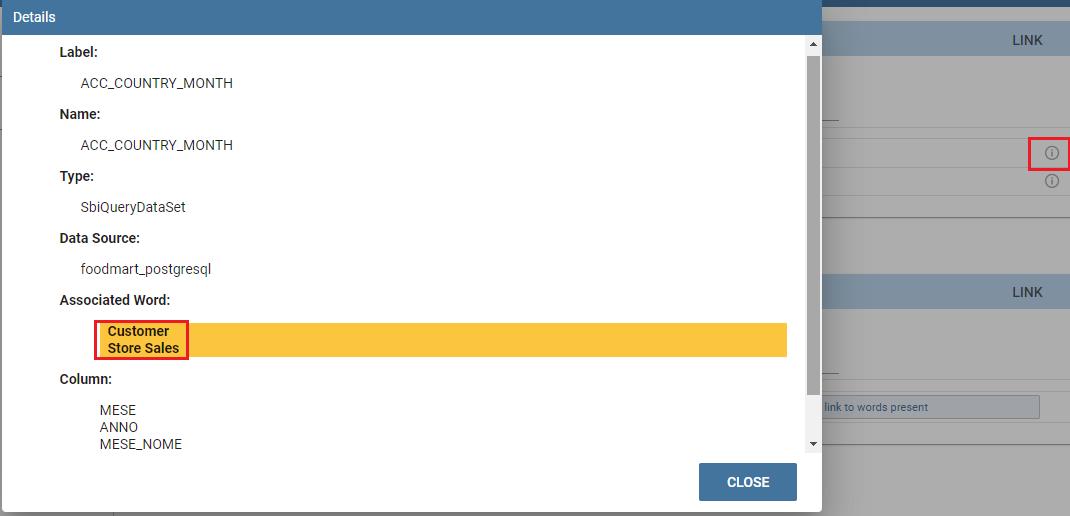 Details
Label:
ACC_COUNTRY_MONTH
Name:
ACC_COUNTRY_MONTH
Type:
SbiQueryDataSet
Data Source:
foodmart_postgresql
Associated Word:
Customer
Store Sales
Column:
MESE
ANNO
MESE_NOME
CLOSE
LINK
LINK
link to words present